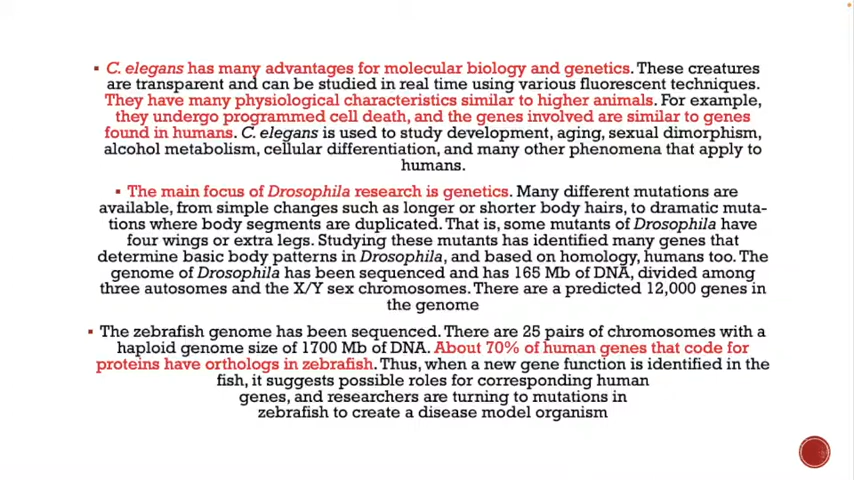 ▪ C. elegans has many advantages for molecular biology and genetics. These creatures
are transparent and can be studied in real time using various fluorescent techniques.
They have many physiological characteristics similar to higher animals. For example,
they undergo programmed cell death, and the genes involved are similar to genes
found in humans. C. elegans is used to study development, aging, sexual dimorphism,
alcohol metabolism, cellular differentiation, and many other phenomena that apply to
humans.
▪ The main focus of Drosophila research is genetics. Many different mutations are
available, from simple changes such as longer or shorter body hairs, to dramatic muta-
tions where body segments are duplicated. That is, some mutants of Drosophila have
four wings or extra legs. Studying these mutants has identified many genes that
determine basic body patterns in Drosophila, and based on homology, humans too. The
genome of Drosophila has been sequenced and has 165 Mb of DNA, divided among
three autosomes and the X/Y sex chromosomes. There are a predicted 12,000 genes in
the genome
▪ The zebrafish genome has been sequenced. There are 25 pairs of chromosomes with a
haploid genome size of 1700 Mb of DNA. About 70% of human genes that code for
proteins have orthologs in zebrafish. Thus, when a new gene function is identified in the
fish, it suggests possible roles for corresponding human
genes, and researchers are turning to mutations in
zebrafish to create a disease model organism